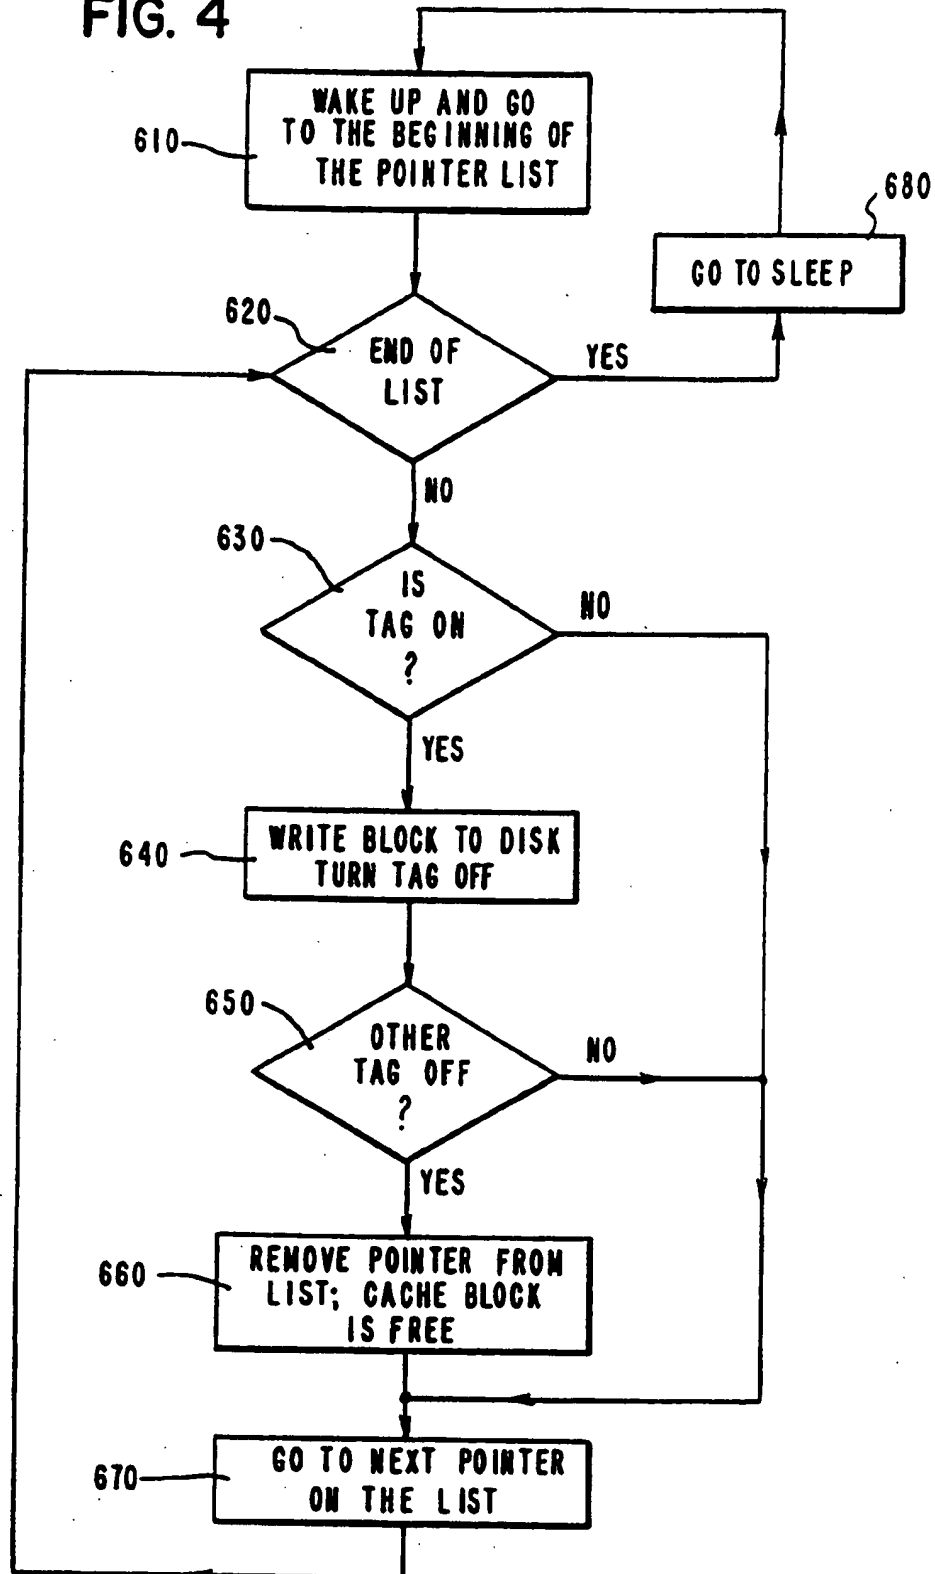 FIG. 4
WAKE UP AND GO
TO THE BEGINNING OF
THE POINTER LIST
610
680
GO TO SLEEP
620
END OF
LIST
YES
NO
630
IS
TAG ON
?
NO
YES
640
WRITE BLOCK TO DISK
TURN TAG OFF
650
OTHER
TAG OFF
?
NO
YES
660
REMOVE POINTER FROM
LIST; CACHE BLOCK
IS FREE
670
GO TO NEXT POINTER
ON THE LIST